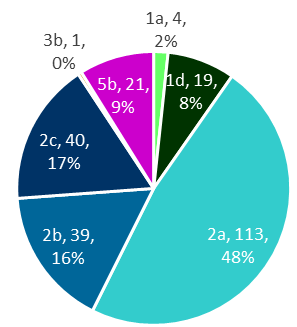 1a, 4,
2%
1d, 19,
8%
2a, 113,
48%
2b, 39,
16%
2c, 40,
17%
3b, 1,
0%
5b, 21,
9%